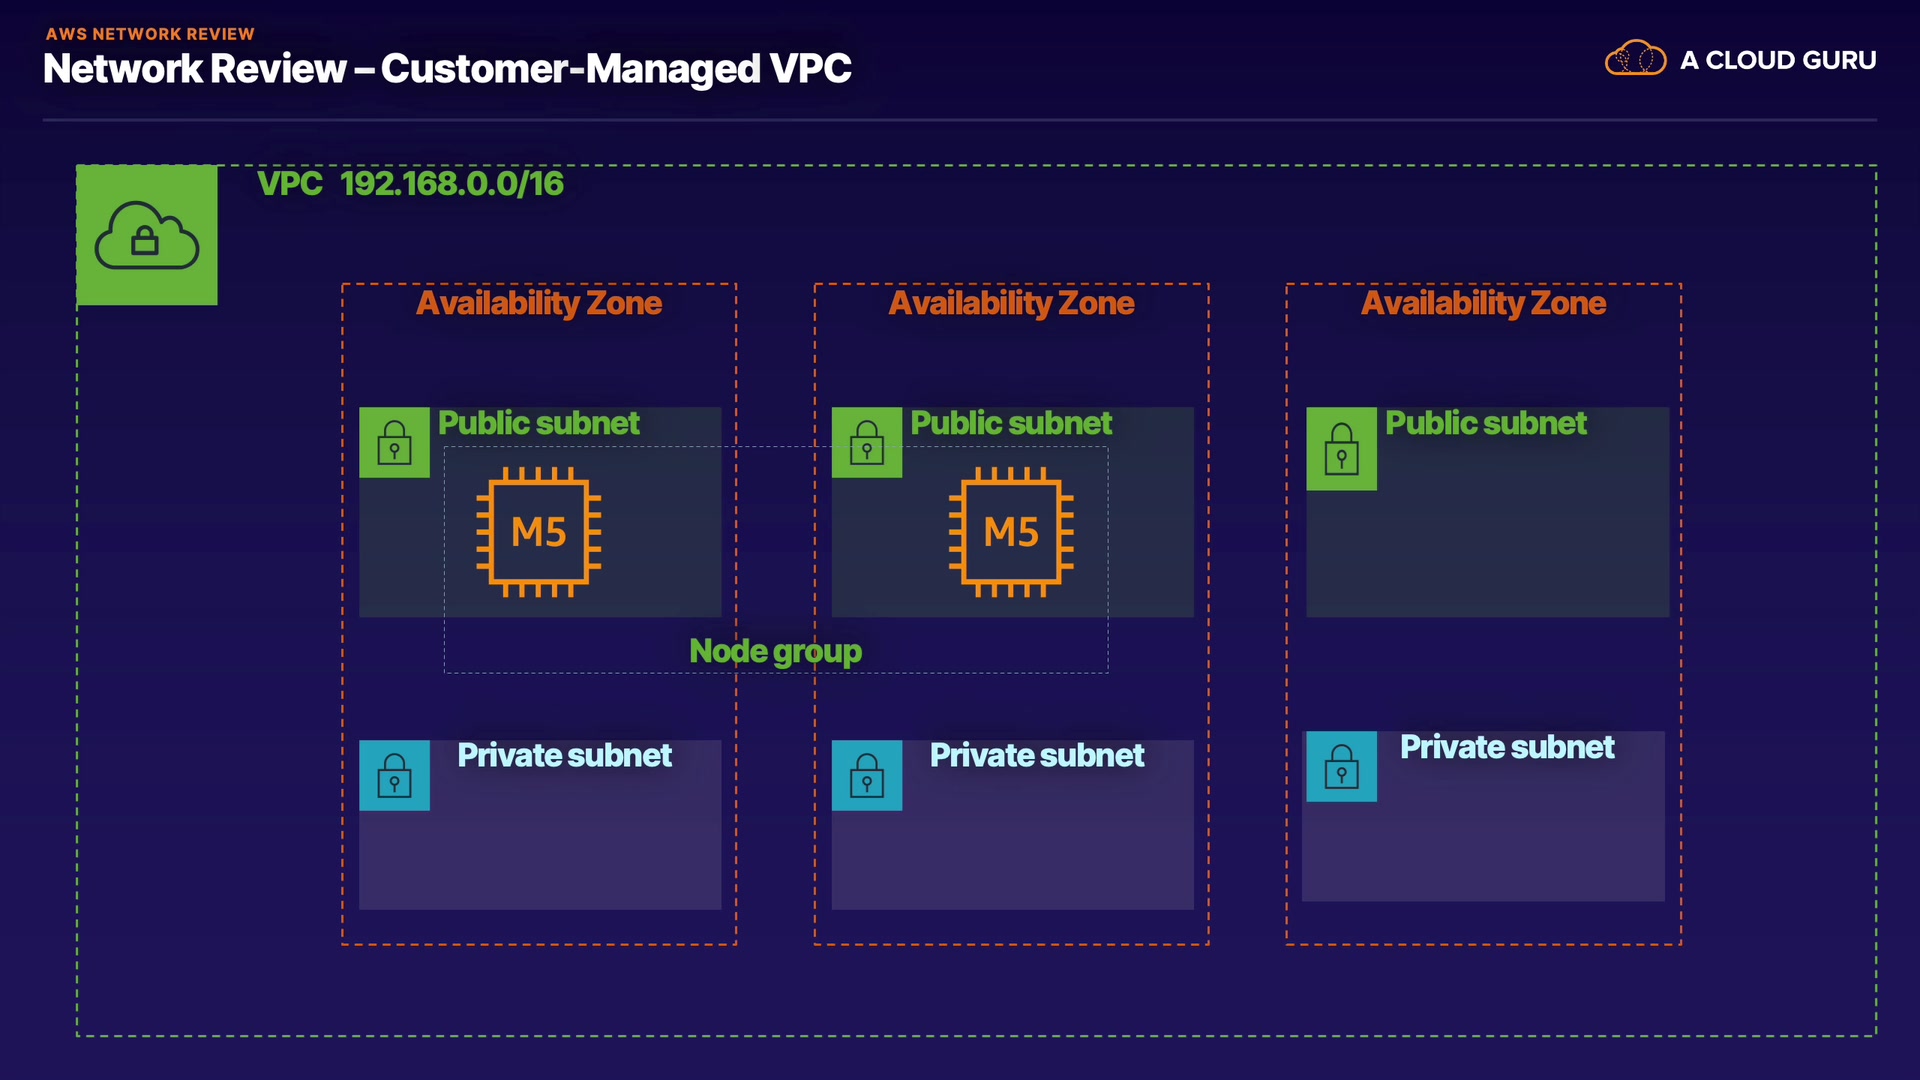 AWS NETWORK REVIEW
Network Review – Customer-Managed VPC
A CLOUD GURU
VPC 192.168.0.0/16
Availability Zone
Availability Zone
Availability Zone
Public subnet
Public subnet
Public subnet
M5
M5
Node group
Private subnet
Private subnet
Private subnet